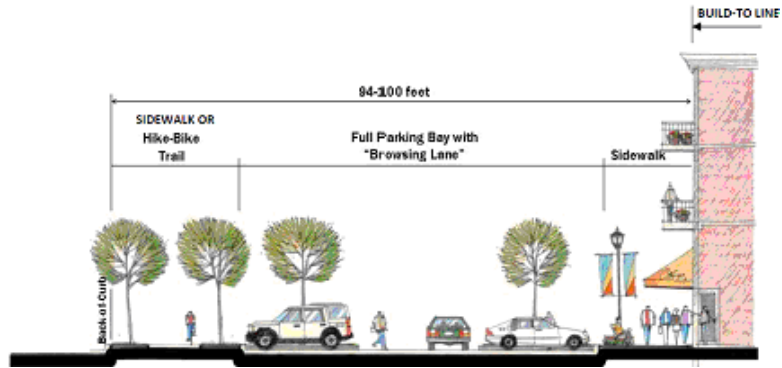 BUILD-TO LINE
94-100 feet
SIDEWALK OR
Hike-Bike
Trail
Full Parking Bay with
"Browsing Lane"
Sidewalk
Back of Curb